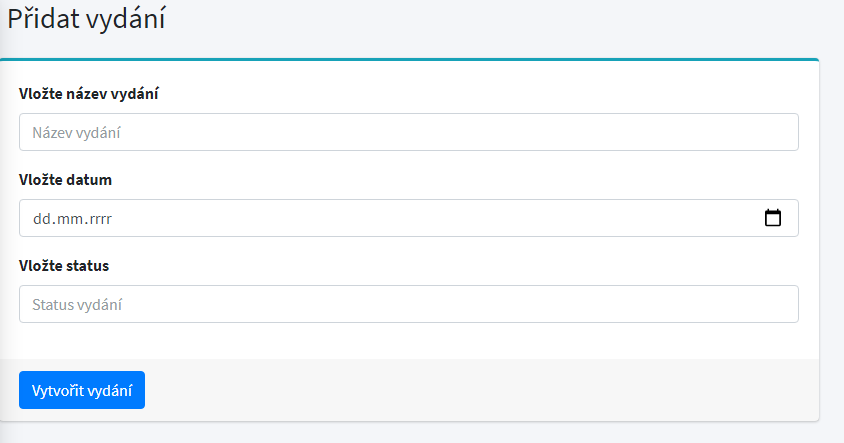 Přidat vydání
Vložte název vydání
Název vydání
Vložte datum
dd.mm.rrrr
Vložte status
Status vydání
Vytvořit vydání